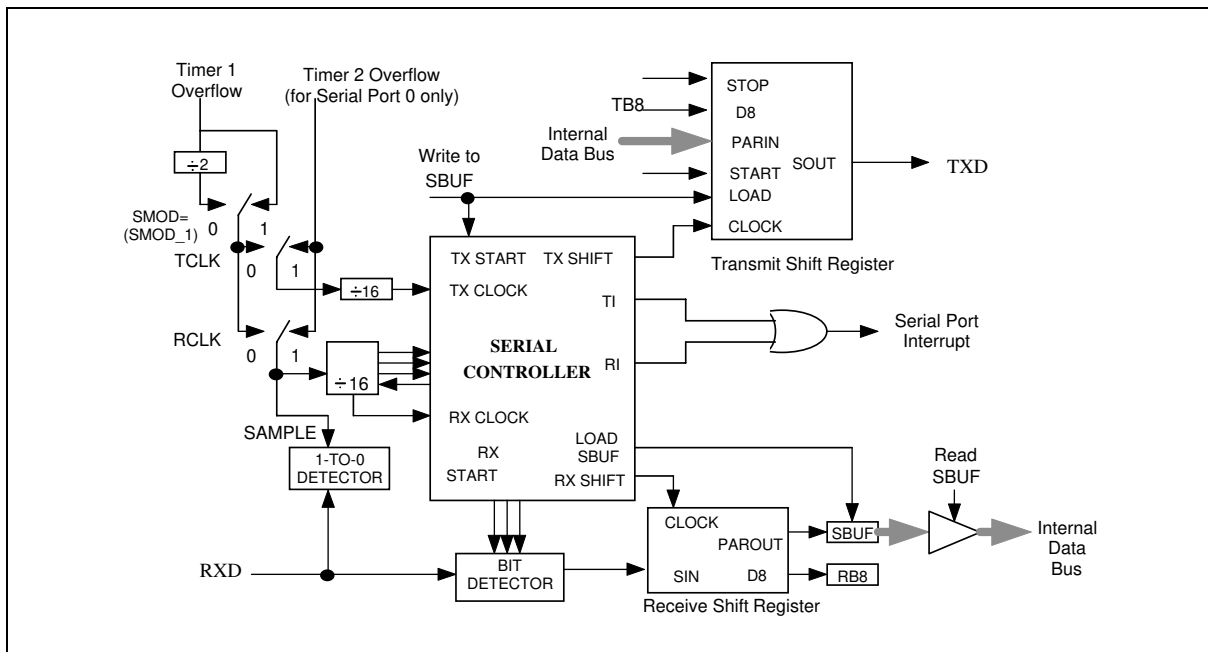 Timer 1
Overflow
Timer 2 Overflow
(for Serial Port 0 only)
÷2
SMOD=
(SMOD_1)
0
1
TCLK
0
1
÷16
RCLK
0
1
÷16
SAMPLE
1-TO-0
DETECTOR
RXD
Write to
SBUF
TX START
TX SHIFT
TX CLOCK
TI
SERIAL
CONTROLLER
RI
RX CLOCK
LOAD
SBUF
RX
START
RX SHIFT
BIT
DETECTOR
TB8
Internal
Data Bus
STOP
D8
PARIN
SOUT
START
LOAD
CLOCK
TXD
Transmit Shift Register
Serial Port
Interrupt
Read
SBUF
CLOCK
PAROUT
SIN
D8
SBUF
RB8
Internal
Data
Bus
Receive Shift Register